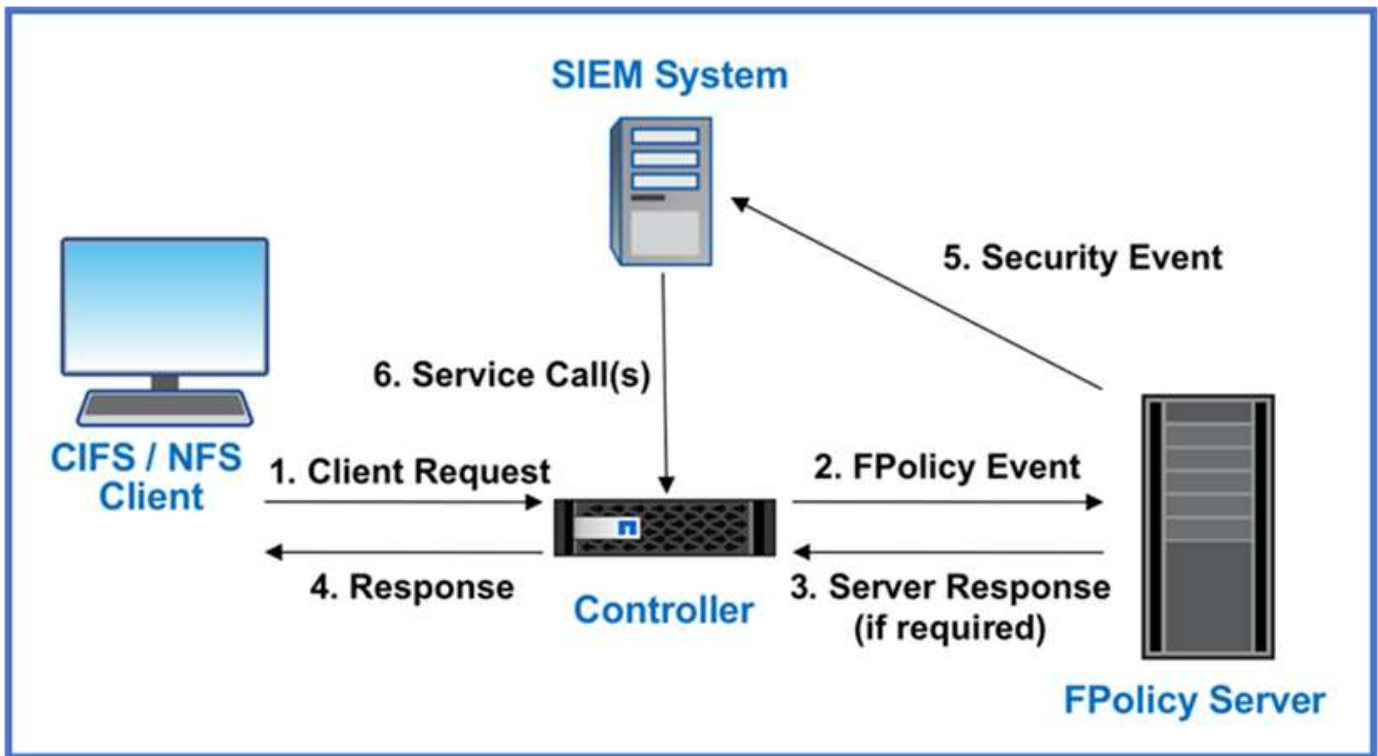 SIEM System
5. Security Event
6. Service Call(s)
CIFS / NFS
Client
1. Client Request
2. FPolicy Event
4. Response
Controller
3. Server Response
(if required)
FPolicy Server